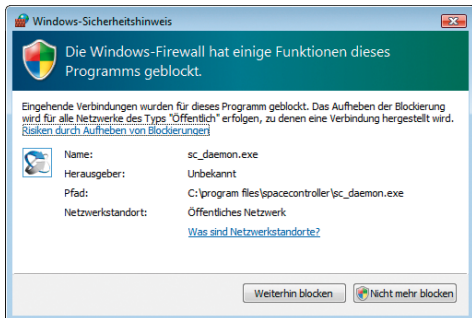 Windows-Sicherheitshinweis
Die Windows-Firewall hat einige Funktionen dieses
Programms geblockt.
Eingehende Verbindungen wurden für dieses Programm geblockt. Das Aufheben der Blockierung
wird für alle Netzwerke des Typs "Öffentlich" erfolgen, zu denen eine Verbindung hergestellt wird.
Risiken durch Aufheben von Blockierungen
Name: sc_daemon.exe
Herausgeber: Unbekannt
Pfad: C:\program files\spacecontroller\sc_daemon.exe
Netzwerkstandort: Öffentliches Netzwerk
Was sind Netzwerkstandorte?
Weiterhin blocken Nicht mehr blocken